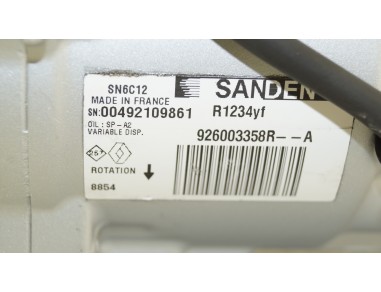 SN6C12
MADE IN FRANCE
SN:00492109861
OIL: SP-A2
VARIABLE DISP.
ROTATION ↓
8854
SANDEN
R1234yf
926003358R--A